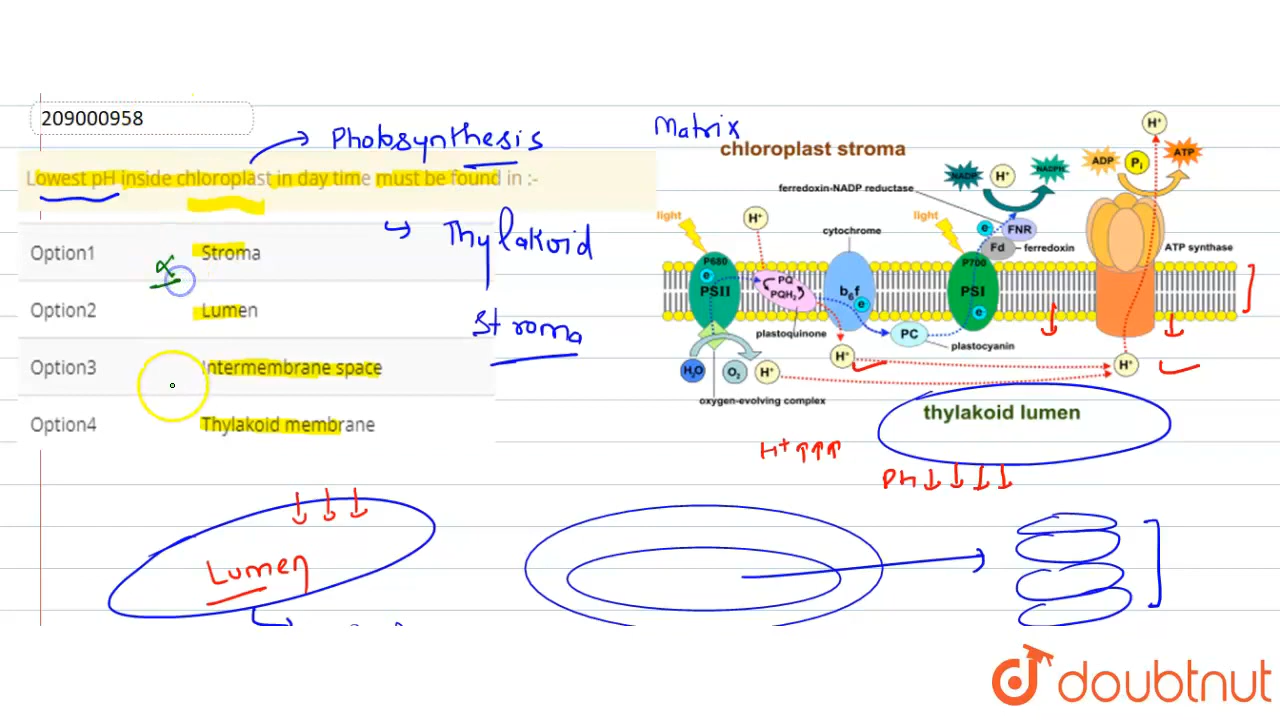 209000958
Photosynthesis
Lowest pH inside chloroplast in day time must be found in :-
Thylakoid
Stroma
Option1 Stroma
Option2 Lumen
Option3 Intermembrane space
Option4 Thylakoid membrane
Matrix
chloroplast stroma
H+
ATP
ADP
Pi
NADP
H+
NADPH
ferredoxin-NADP reductase
light
H+
light
FNR
cytochrome
e
Fd
ferredoxin
ATP synthase
P680
P700
e
PSII
PQ
PQH2
b6f
e
PSI
e
plastoquinone
PC
plastocyanin
H2O
O2
H+
H+
H+
oxygen-evolving complex
thylakoid lumen
H+ ↑↑↑
PH ↓ ↓ ↓ ↓
↓ ↓ ↓
Lumen
doubtnut